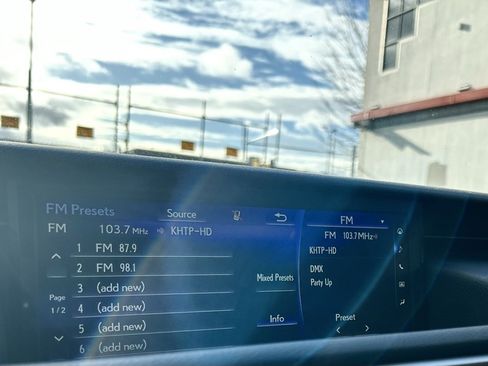 FM Presets
Source
FM 103.7 MHz KHTP-HD
1 FM 87.9
2 FM 98.1
3 (add new)
4 (add new)
5 (add new)
6 (add new)
Page
1/2
Mixed Presets
Info
FM
FM 103.7 MHz
KHTP-HD
DMX
Party Up
Preset